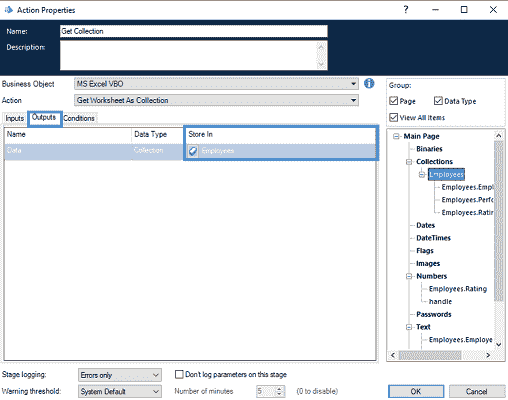 Action Properties
Name: Get Collection
Description:
Business Object MS Excel VBO
Action Get Worksheet As Collection
Inputs Outputs Conditions
Name Data Type Store In
Data Collection Employees
Group:
Page Data Type
View All Items
Main Page
Binaries
Collections
Employees
Employees.Empl
Employees.Perfo
Employees.Ratin
Dates
DateTimes
Flags
Images
Numbers
Employees.Rating
handle
Passwords
Text
Employees.Employe
Stage logging: Errors only Don't log parameters on this stage
Warning threshold: System Default Number of minutes 5 (0 to disable)
OK Cancel